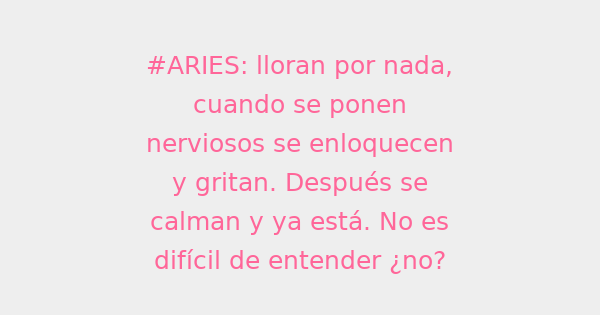 #ARIES: lloran por nada,
cuando se ponen
nerviosos se enloquecen
y gritan. Después se
calman y ya está. No es
difícil de entender ¿no?